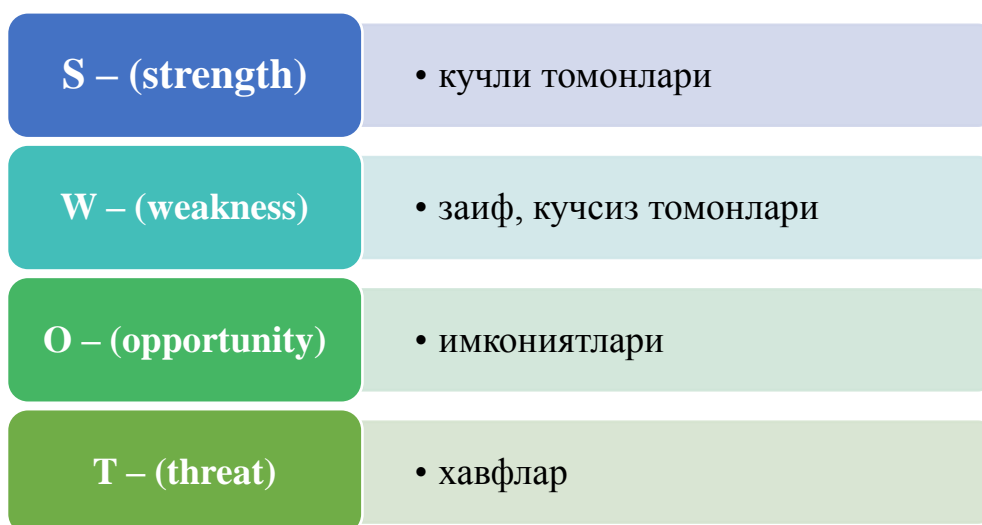 S – (strength)
• кучли томонлари
W – (weakness)
• заиф, кучсиз томонлари
O – (opportunity)
• имкониятлари
T – (threat)
• хавфлар